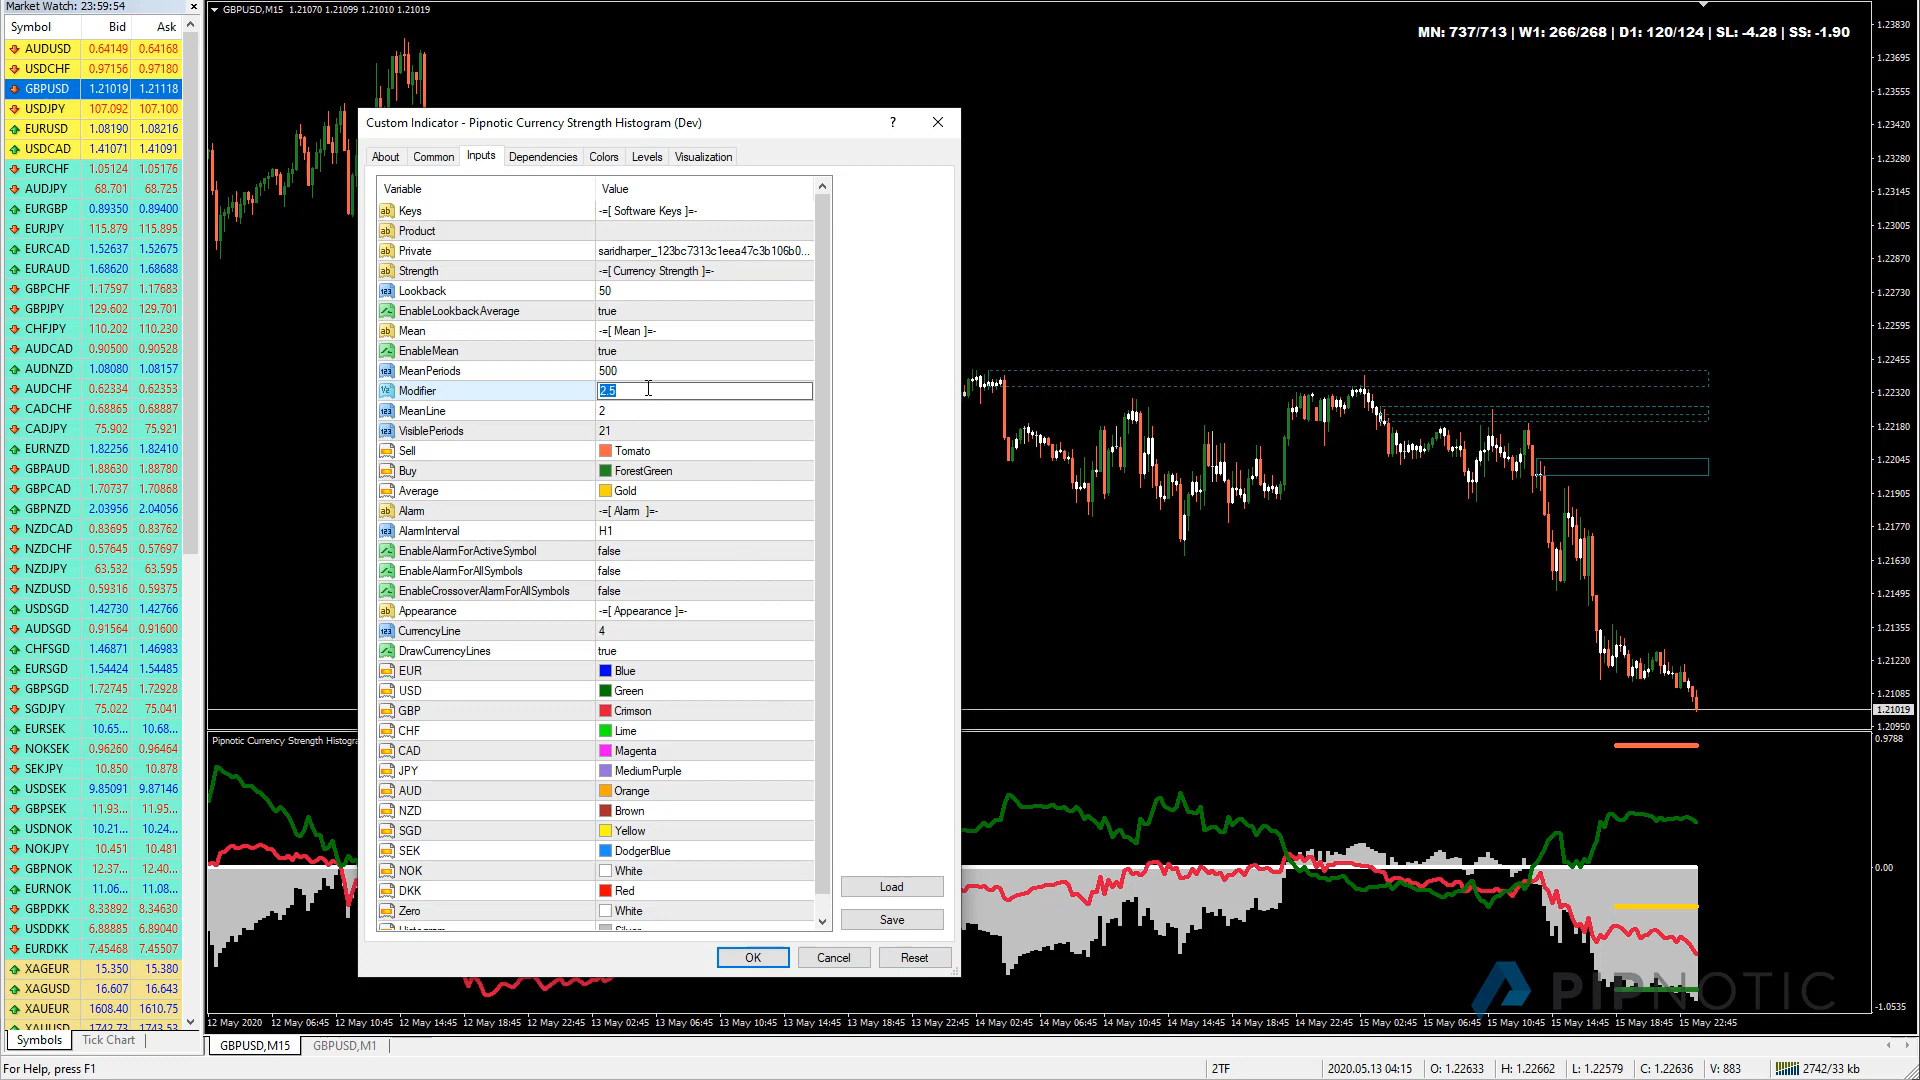 Market Watch: 23:59:54
Symbol Bid Ask
AUDUSD 0.64149 0.64168
USDCHF 0.97156 0.97180
GBPUSD 1.21019 1.21118
USDJPY 107.092 107.100
EURUSD 1.08190 1.08216
USDCAD 1.41071 1.41091
EURCHF 1.05124 1.05176
AUDJPY 68.701 68.725
EURGBP 0.89350 0.89400
EURJPY 115.879 115.895
EURCAD 1.52637 1.52675
EURAUD 1.68620 1.68688
GBPCHF 1.17597 1.17683
GBPJPY 129.602 129.701
CHFJPY 110.202 110.230
AUDCAD 0.90500 0.90528
AUDNZD 1.08080 1.08157
AUDCHF 0.62334 0.62353
CADCHF 0.68865 0.68887
CADJPY 75.902 75.921
EURNZD 1.82256 1.82410
GBPAUD 1.88630 1.88780
GBPCAD 1.70737 1.70868
GBPNZD 2.03956 2.04056
NZDCAD 0.83695 0.83762
NZDCHF 0.57645 0.57697
NZDJPY 63.532 63.595
NZDUSD 0.59316 0.59375
USDSGD 1.42730 1.42766
AUDSGD 0.91564 0.91600
CHFSGD 1.46871 1.46983
EURSGD 1.54424 1.54485
GBPSGD 1.72745 1.72928
SGDJPY 75.022 75.041
EURSEK 10.65... 10.68...
NOKSEK 0.96260 0.96464
SEKJPY 10.850 10.878
USDSEK 9.85091 9.87146
GBPSEK 11.93... 11.95...
USDNOK 10.21... 10.24...
NOKJPY 10.451 10.481
GBPNOK 12.37... 12.40...
EURNOK 11.06... 11.08...
GBPDKK 8.33892 8.34630
USDDKK 6.88885 6.89040
EURDKK 7.45468 7.45507
XAGEUR 15.350 15.380
XAGUSD 16.607 16.643
XAUEUR 1608.40 1610.75
XAUUSD 1742.73 1743.53
Symbols Tick Chart
For Help, press F1
GBPUSD,M15 1.21070 1.21099 1.21010 1.21019
MN: 737/713 | W1: 266/268 | D1: 120/124 | SL: -4.28 | SS: -1.90
Custom Indicator - Pipnotic Currency Strength Histogram (Dev)
?
About Common Inputs Dependencies Colors Levels Visualization
Variable Value
Keys -=[ Software Keys ]=-
Product
Private saridharper_123bc7313c1eea47c3b106b0...
Strength -=[ Currency Strength ]=-
Lookback 50
EnableLookbackAverage true
Mean -=[ Mean ]=-
EnableMean true
MeanPeriods 500
Modifier 2.5
MeanLine 2
VisiblePeriods 21
Sell Tomato
Buy ForestGreen
Average Gold
Alarm -=[ Alarm ]=-
AlarmInterval H1
EnableAlarmForActiveSymbol false
EnableAlarmForAllSymbols false
EnableCrossoverAlarmForAllSymbols false
Appearance -=[ Appearance ]=-
CurrencyLine 4
DrawCurrencyLines true
EUR Blue
USD Green
GBP Crimson
CHF Lime
CAD Magenta
JPY MediumPurple
AUD Orange
NZD Brown
SGD Yellow
SEK DodgerBlue
NOK White
DKK Red
Zero White
Histogram Silver
Load
Save
OK Cancel Reset
1.23830
1.23695
1.23555
1.23420
1.23280
1.23145
1.23005
1.22870
1.22730
1.22595
1.22455
1.22320
1.22180
1.22045
1.21905
1.21770
1.21630
1.21495
1.21355
1.21220
1.21085
1.21019
1.20950
Pipnotic Currency Strength Histogra
0.9788
0.00
-1.0535
PIPNOTIC
12 May 2020 12 May 06:45 12 May 10:45 12 May 14:45 12 May 18:45 12 May 22:45 13 May 02:45 13 May 06:45 13 May 10:45 13 May 14:45 13 May 18:45 13 May 22:45 14 May 02:45 14 May 06:45 14 May 10:45 14 May 14:45 14 May 18:45 14 May 22:45 15 May 02:45 15 May 06:45 15 May 10:45 15 May 14:45 15 May 18:45 15 May 22:45
GBPUSD,M15 GBPUSD,M1
2TF 2020.05.13 04:15 O: 1.22633 H: 1.22662 L: 1.22579 C: 1.22636 V: 883 2742/33 kb